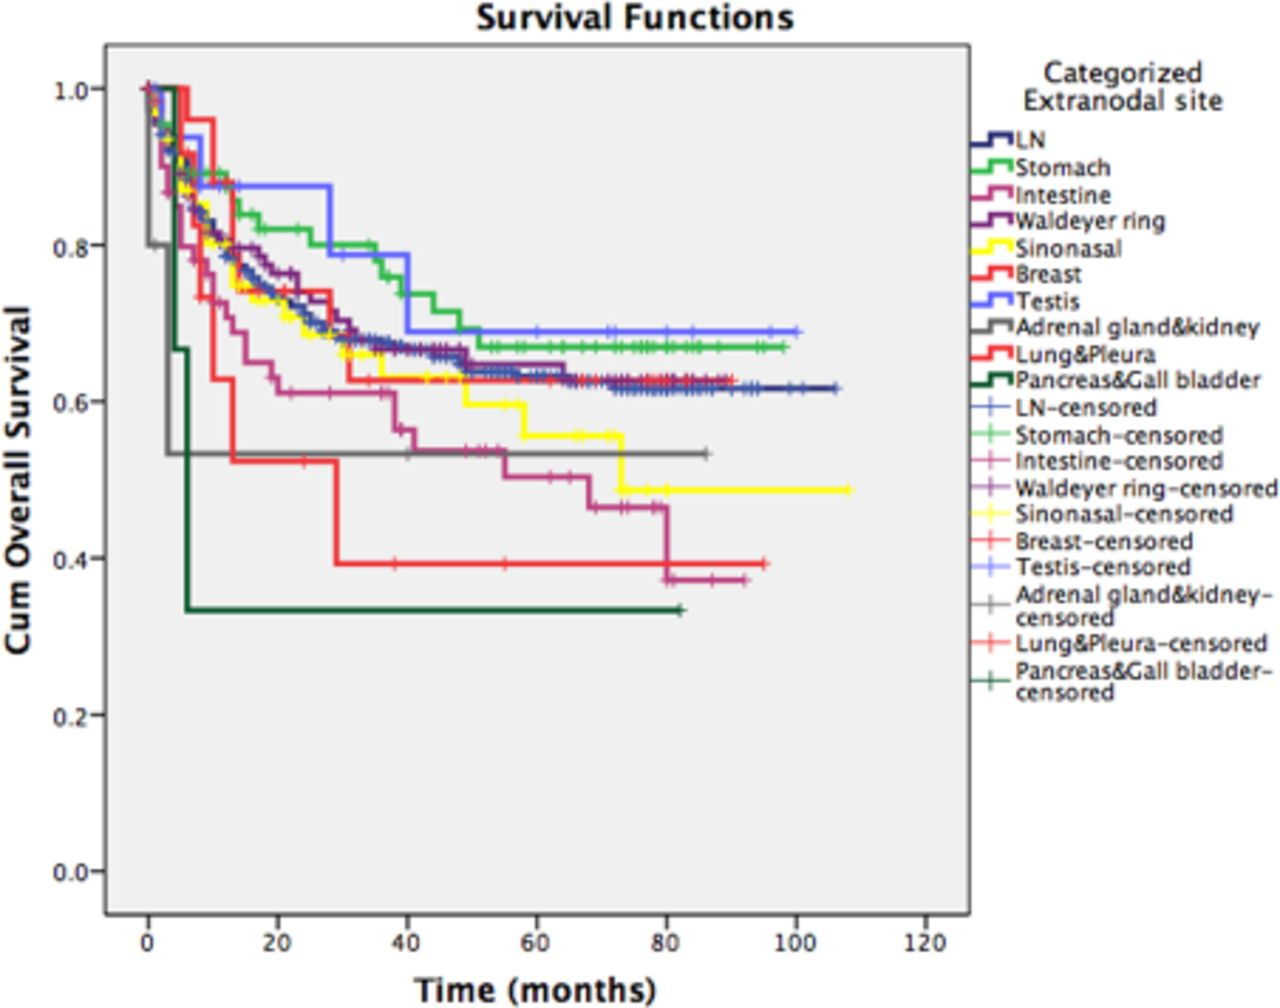 Survival Functions
Cum Overall Survival
1.0
0.8
0.6
0.4
0.2
0.0
0 20 40 60 80 100 120
Time (months)
Categorized
Extranodal site
LN
Stomach
Intestine
Waldeyer ring
Sinonasal
Breast
Testis
Adrenal gland&kidney
Lung&Pleura
Pancreas&Gall bladder
LN-censored
Stomach-censored
Intestine-censored
Waldeyer ring-censored
Sinonasal-censored
Breast-censored
Testis-censored
Adrenal gland&kidney-
censored
Lung&Pleura-censored
Pancreas&Gall bladder-
censored